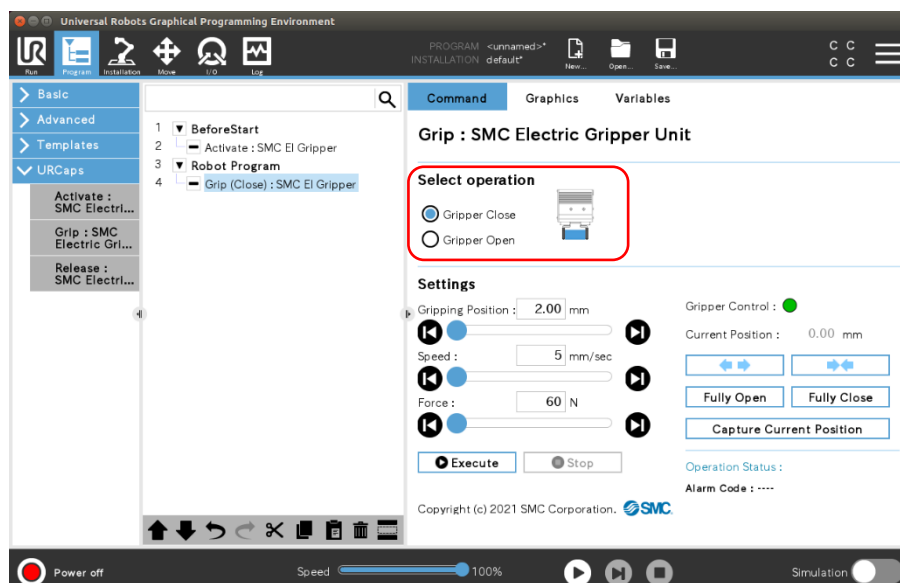 Universal Robots Graphical Programming Environment
UR
Run
Program
Installation
Move
I/O
Log
PROGRAM <unnamed>*
INSTALLATION default*
New...
Open...
Save...
C C
C C
Basic
Advanced
Templates
URCaps
Activate :
SMC Electri...
Grip : SMC
Electric Gri...
Release :
SMC Electri...
1 BeforeStart
2 Activate : SMC El Gripper
3 Robot Program
4 Grip (Close) : SMC El Gripper
Command Graphics Variables
Grip : SMC Electric Gripper Unit
Select operation
Gripper Close
Gripper Open
Settings
Gripping Position : 2.00 mm
Speed : 5 mm/sec
Force : 60 N
Execute
Stop
Gripper Control :
Current Position : 0.00 mm
Fully Open
Fully Close
Capture Current Position
Operation Status :
Alarm Code : ----
Copyright (c) 2021 SMC Corporation. SMC.
Power off
Speed 100%
Simulation